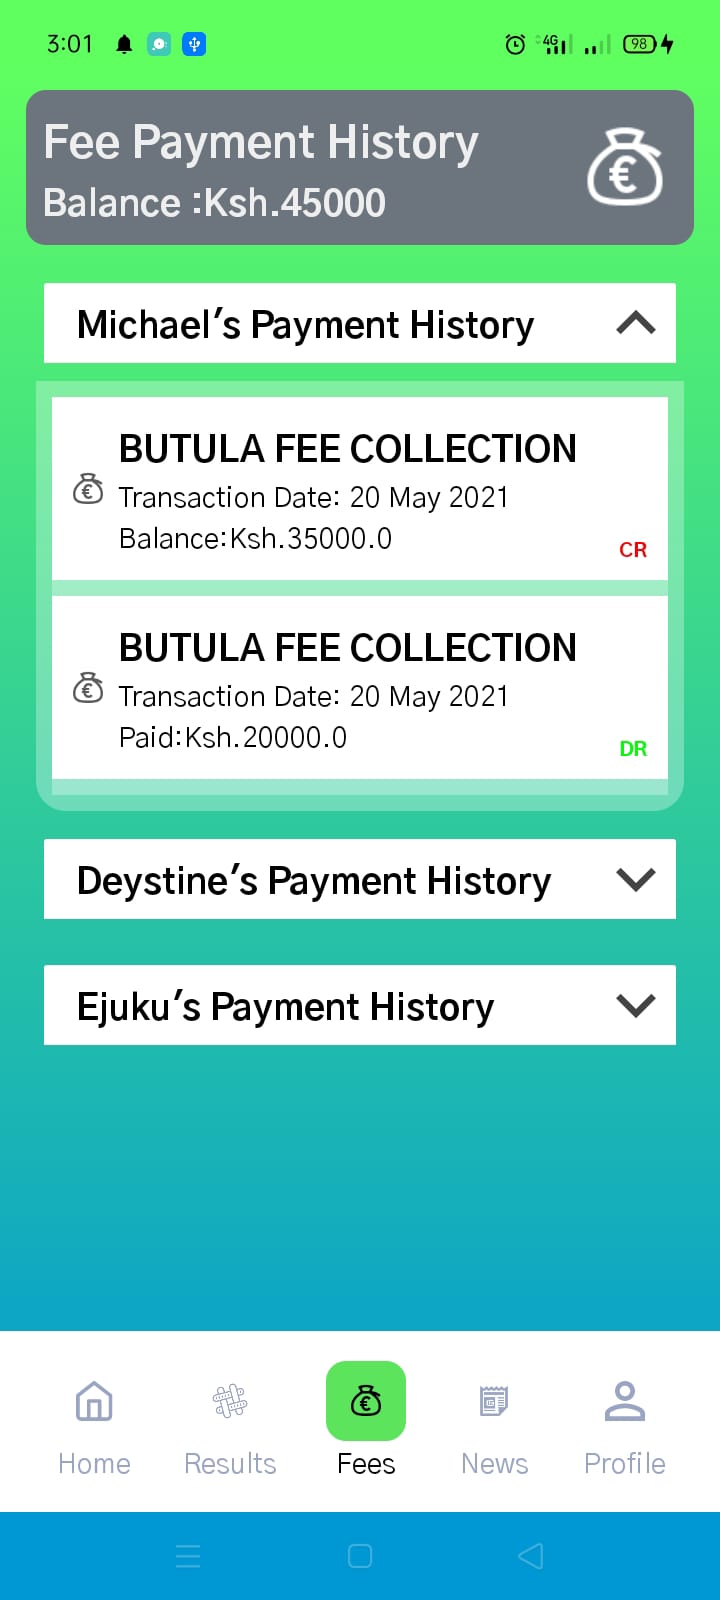 3:01
4G
98
Fee Payment History
Balance :Ksh.45000
€
Michael's Payment History
BUTULA FEE COLLECTION
€
Transaction Date: 20 May 2021
Balance:Ksh.35000.0
CR
BUTULA FEE COLLECTION
€
Transaction Date: 20 May 2021
Paid:Ksh.20000.0
DR
Deystine's Payment History
Ejuku's Payment History
€
Home Results Fees News Profile